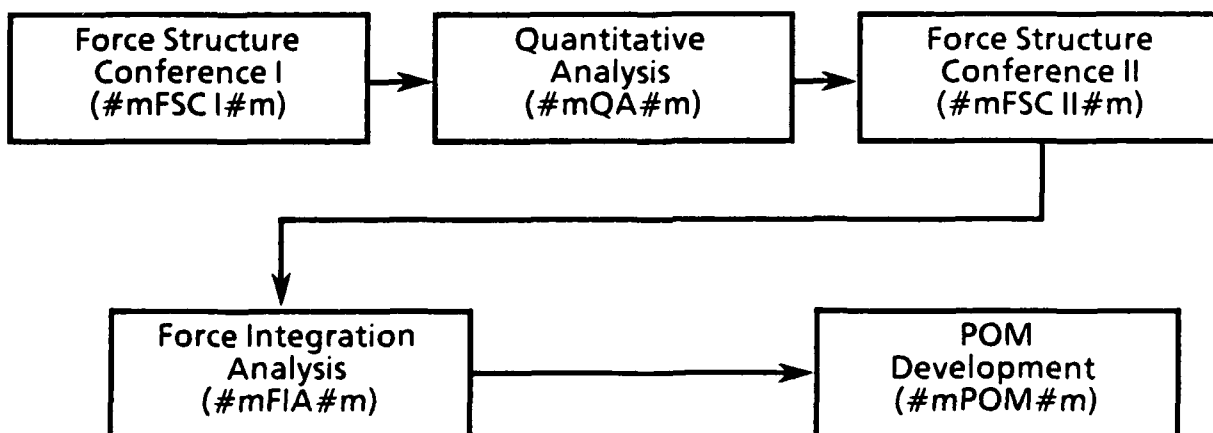 Force Structure
Conference I
(#mFSC I#m)
Quantitative
Analysis
(#mQA#m)
Force Structure
Conference II
(#mFSC II#m)
Force Integration
Analysis
(#mFIA#m)
POM
Development
(#mPOM#m)